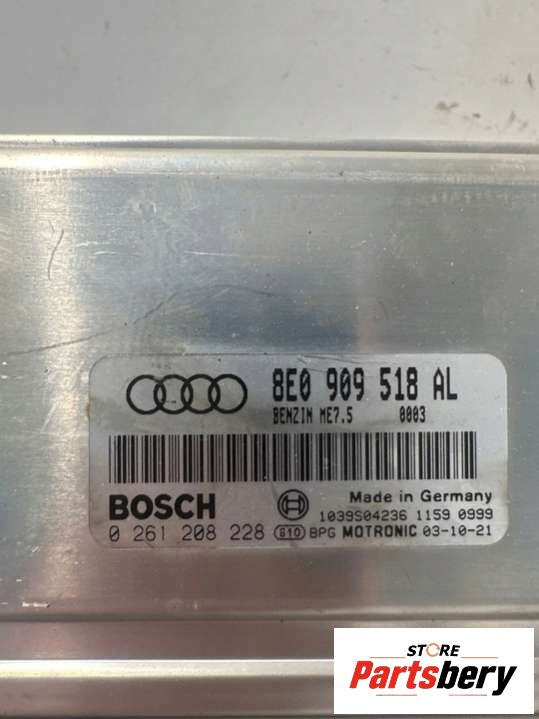 8E0 909 518 AL
BENZIN ME7.5 0003
BOSCH
Made in Germany
1039S04236 1159 0999
0 261 208 228 S10 BPG MOTRONIC 03-10-21
STORE
Partsbery